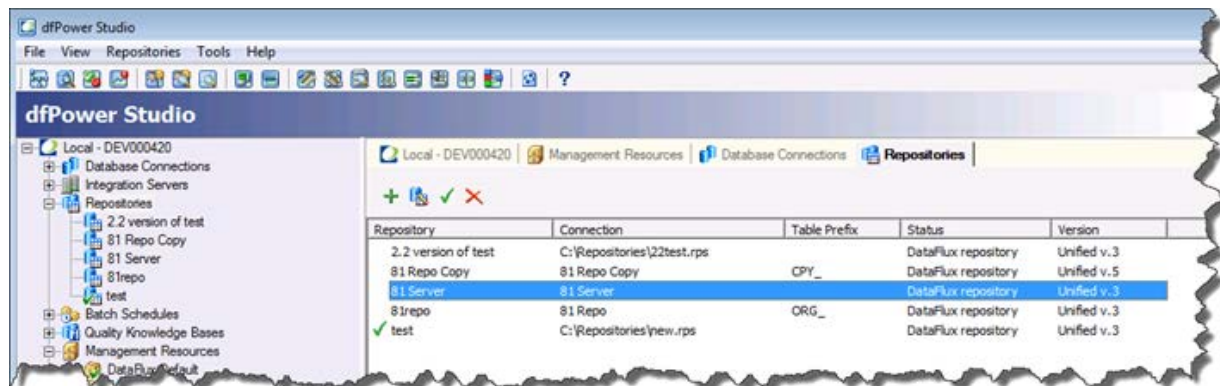 dfPower Studio
File View Repositories Tools Help
?
dfPower Studio
Local - DEV000420
Database Connections
Integration Servers
Repositories
2.2 version of test
81 Repo Copy
81 Server
81repo
test
Batch Schedules
Quality Knowledge Bases
Management Resources
DataFlux Default
Local - DEV000420 Management Resources Database Connections Repositories
Repository Connection Table Prefix Status Version
2.2 version of test C:\Repositories\22test.rps DataFlux repository Unified v.3
81 Repo Copy 81 Repo Copy CPY_ DataFlux repository Unified v.5
81 Server 81 Server DataFlux repository Unified v.3
81repo 81 Repo ORG_ DataFlux repository Unified v.3
test C:\Repositories\new.rps DataFlux repository Unified v.3